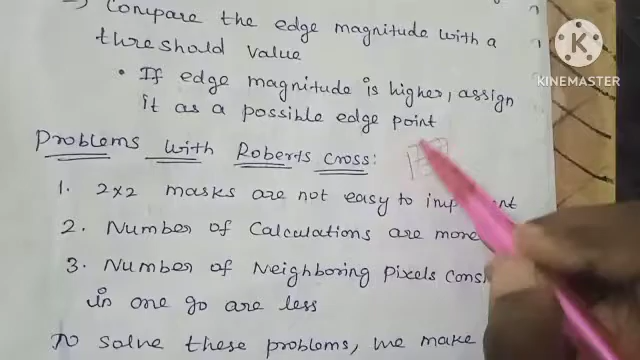 Compare the edge magnitude with a
threshold value
• If edge magnitude is higher, assign
it as a possible edge point
Problems with Roberts Cross:
1. 2x2 masks are not easy to
2. Number of Calculations are more
3. Number of Neighboring Pixels
in one go are less
To solve these problems, we make
KINEMASTER